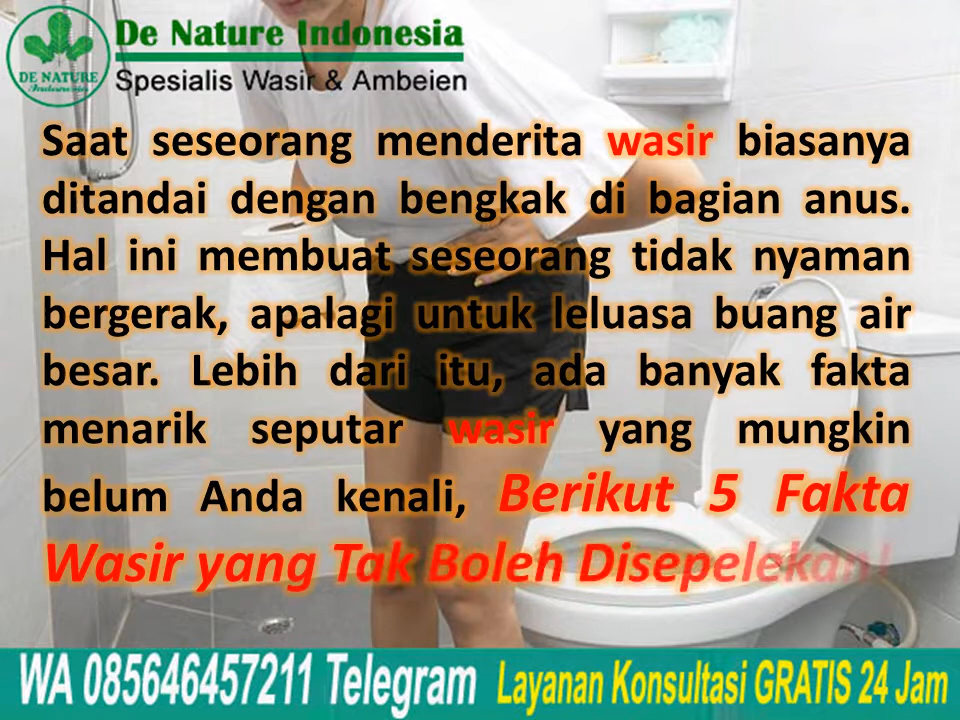 DE NATURE
Indonesia
De Nature Indonesia
Spesialis Wasir & Ambeien
Saat seseorang menderita wasir biasanya
ditandai dengan bengkak di bagian anus.
Hal ini membuat seseorang tidak nyaman
bergerak, apalagi untuk leluasa buang air
besar. Lebih dari itu, ada banyak fakta
menarik seputar wasir yang mungkin
belum Anda kenali, Berikut 5 Fakta
Wasir yang Tak Boleh Disepelekan!
WA 085646457211 Telegram Layanan Konsultasi GRATIS 24 Jam